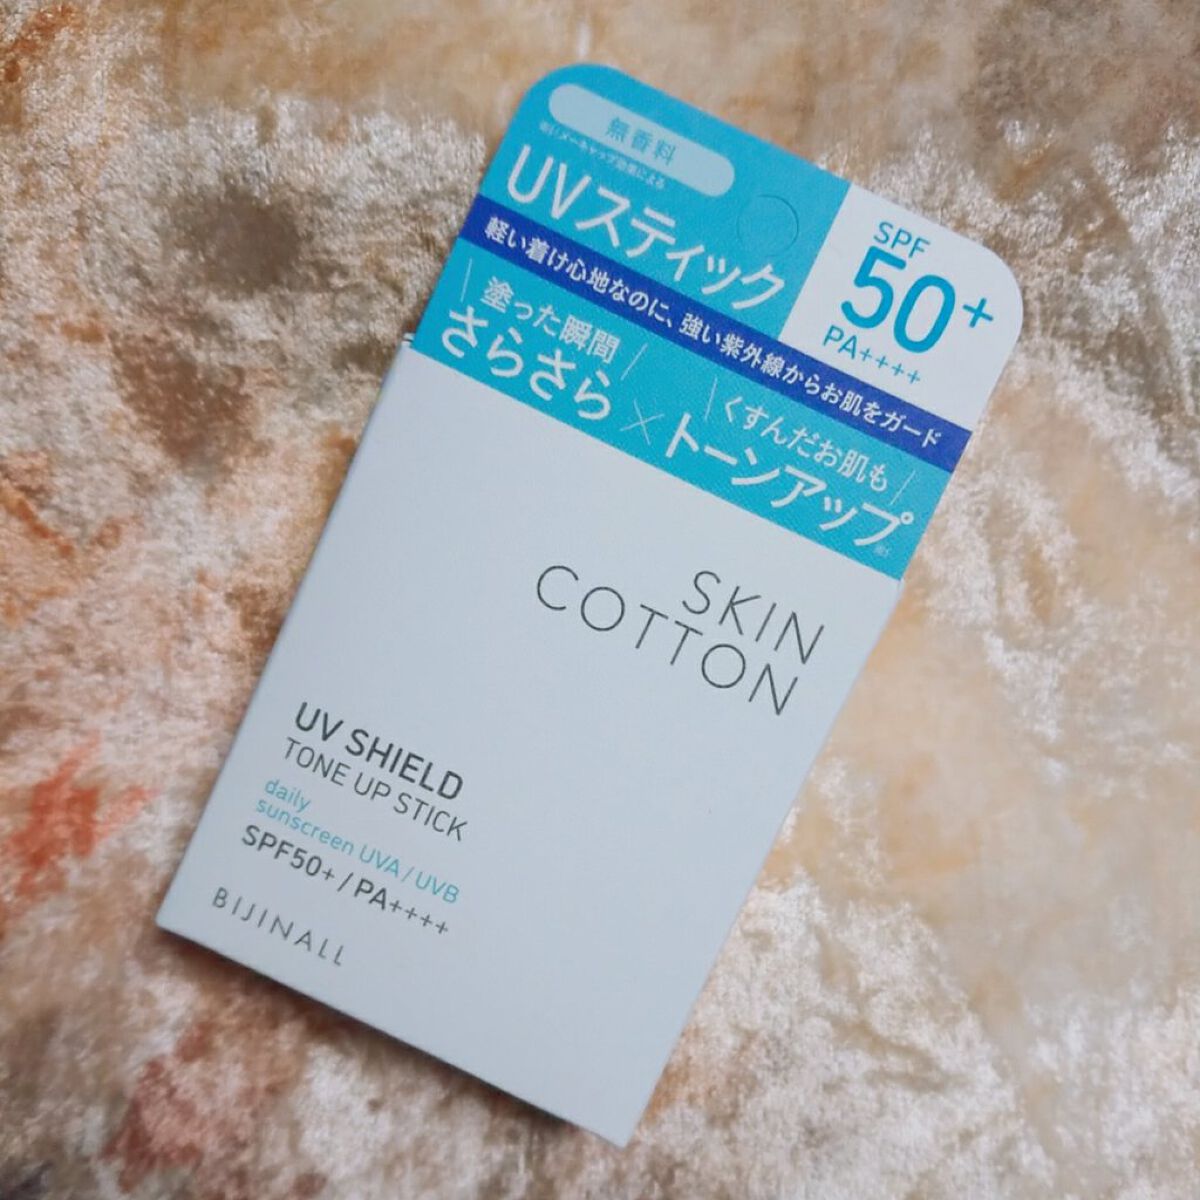 無香料
UVスティック
SPF
50+
PA++++
軽い着け心地なのに、強い紫外線からお肌をガード
塗った瞬間
さらさら
×
くすんだお肌も
トーンアップ
SKIN
COTTON
UV SHIELD
TONE UP STICK
daily
sunscreen UVA / UVB
SPF50+ / PA++++
BIJINALL